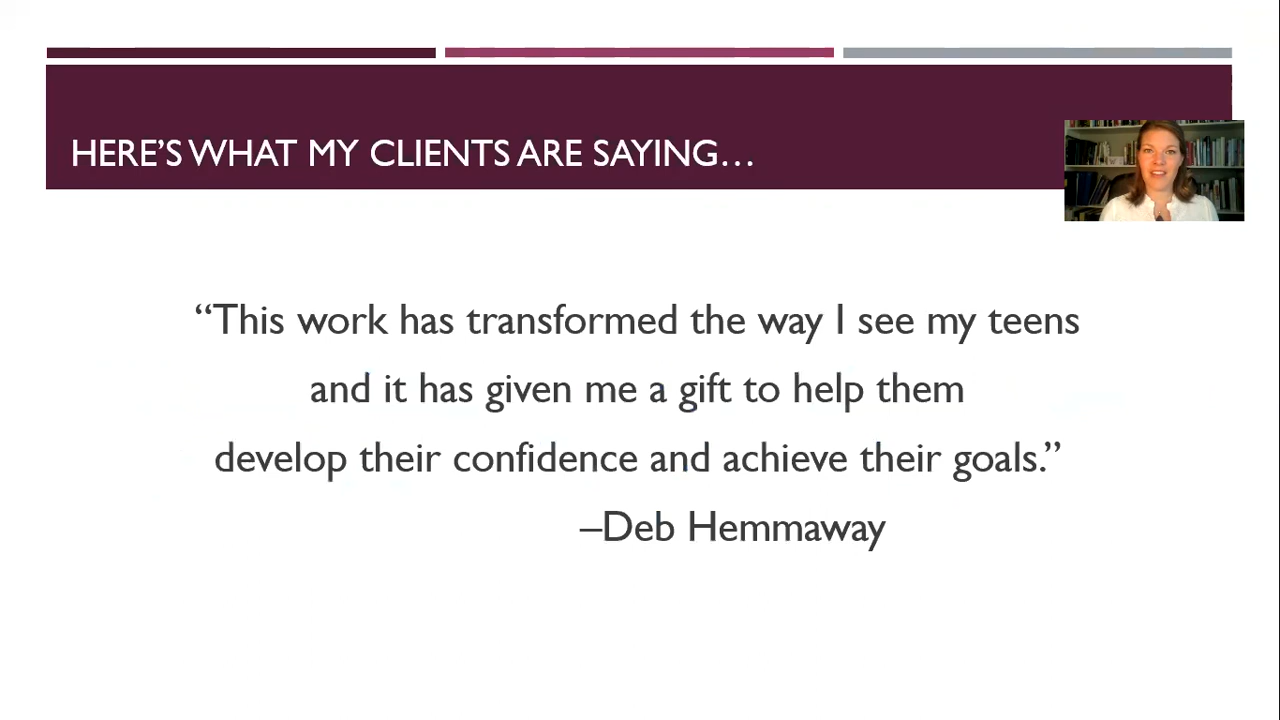 HERE’S WHAT MY CLIENTS ARE SAYING…
“This work has transformed the way I see my teens
and it has given me a gift to help them
develop their confidence and achieve their goals.”
–Deb Hemmaway